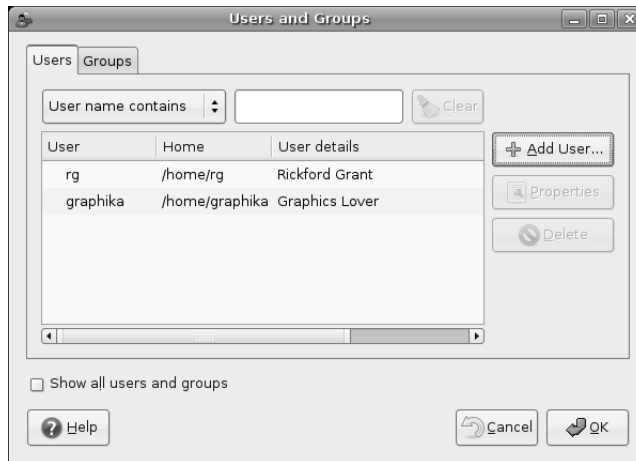 Users and Groups
Users Groups
User name contains Clear
User Home User details
rg /home/rg Rickford Grant
graphika /home/graphika Graphics Lover
Add User...
Properties
Delete
Show all users and groups
Help Cancel OK